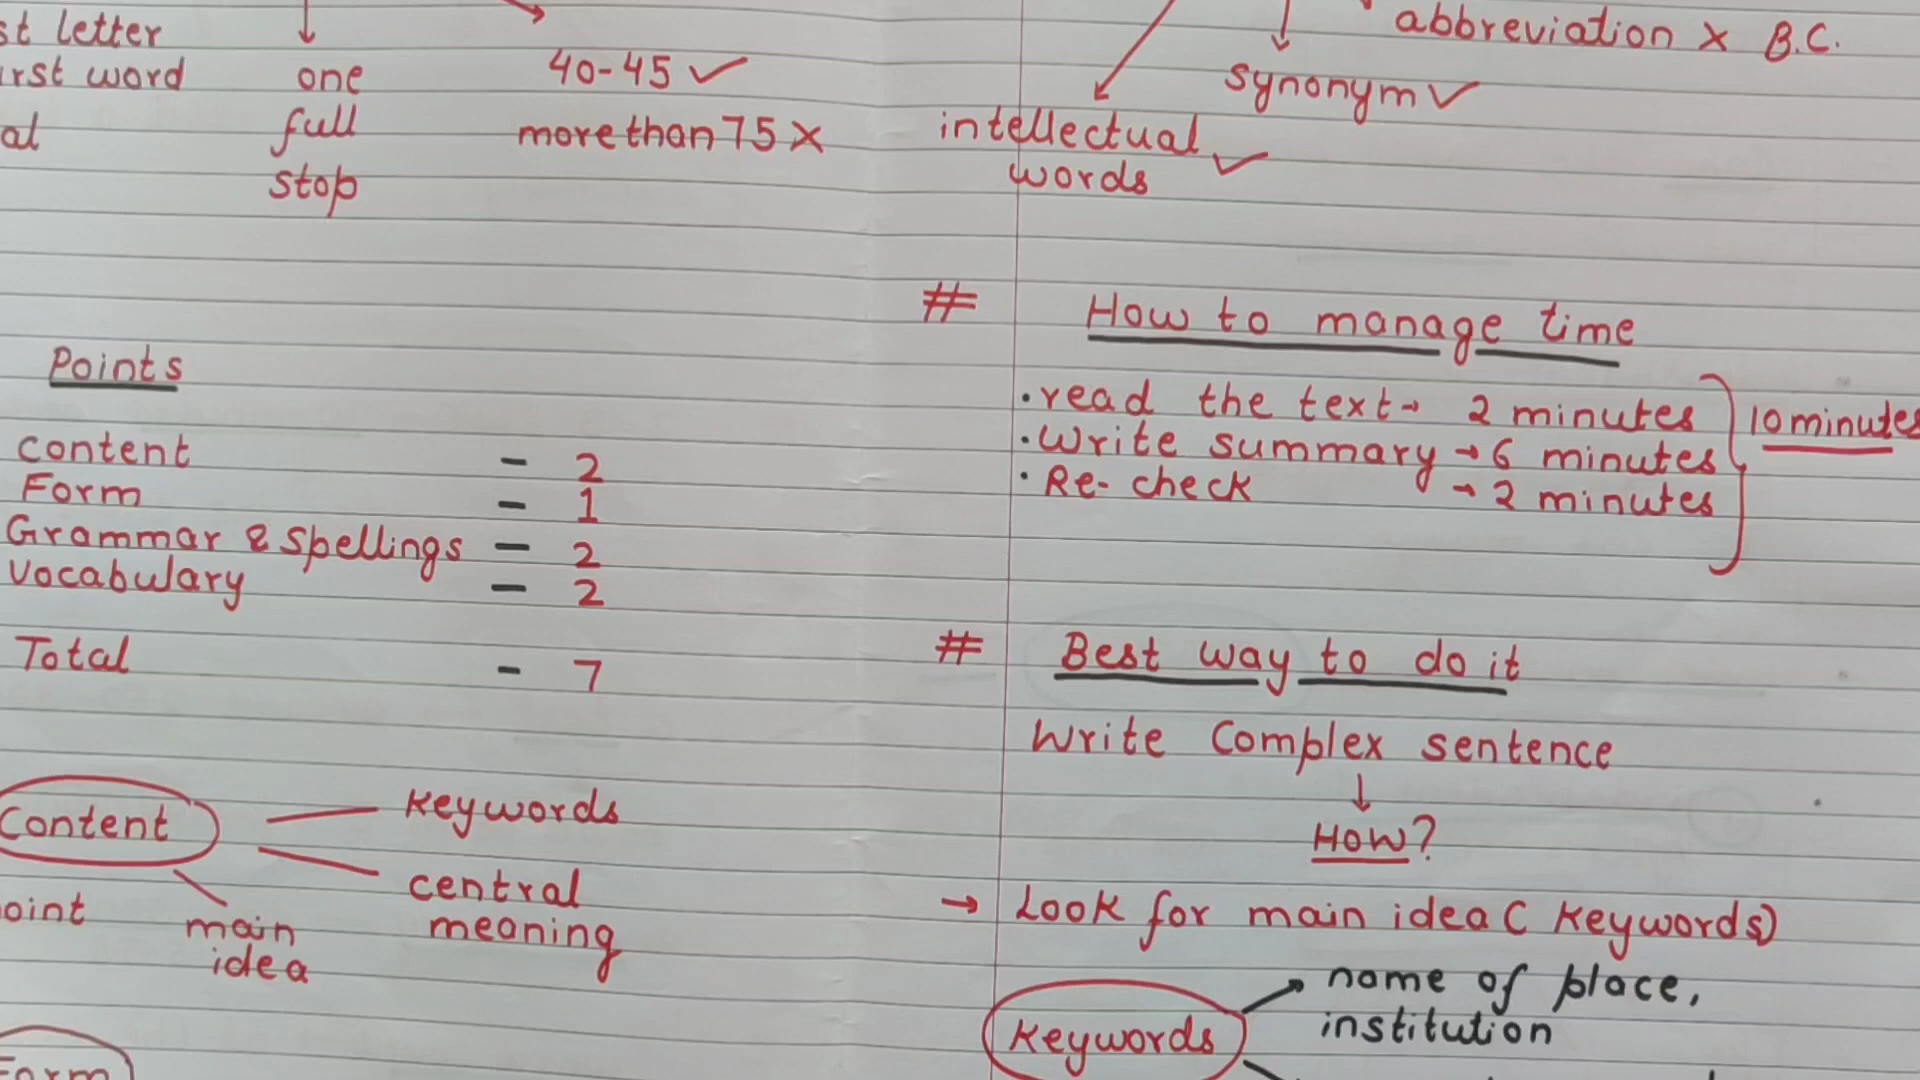 st letter
rst word
al
one
full
stop
40-45 ✓
more than 75 ×
Points
Content - 2
Form - 1
Grammar & Spellings - 2
Vocabulary - 2
Total - 7
Content
Keywords
central
meaning
main
idea
oint
Form
abbreviation × B.C.
synonym ✓
intellectual
words ✓
# How to manage time
• read the text → 2 minutes
• Write summary → 6 minutes
• Re-check → 2 minutes
10 minutes
# Best way to do it
Write Complex sentence
↓
How?
→ Look for main idea (Keywords)
Keywords
name of place,
institution